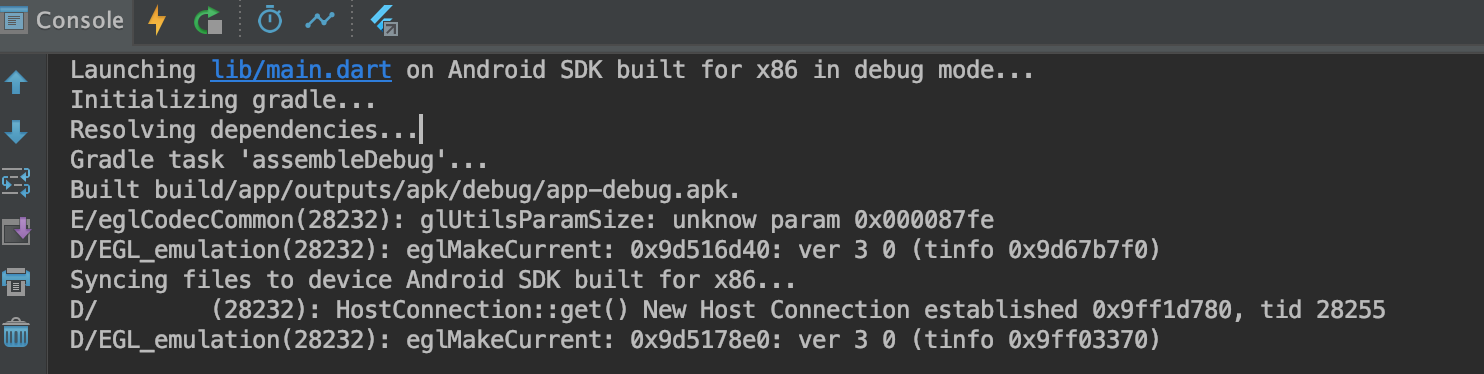 Console
Launching lib/main.dart on Android SDK built for x86 in debug mode...
Initializing gradle...
Resolving dependencies...
Gradle task 'assembleDebug'...
Built build/app/outputs/apk/debug/app-debug.apk.
E/eglCodecCommon(28232): glUtilsParamSize: unknow param 0x000087fe
D/EGL_emulation(28232): eglMakeCurrent: 0x9d516d40: ver 3 0 (tinfo 0x9d67b7f0)
Syncing files to device Android SDK built for x86...
D/        (28232): HostConnection::get() New Host Connection established 0x9ff1d780, tid 28255
D/EGL_emulation(28232): eglMakeCurrent: 0x9d5178e0: ver 3 0 (tinfo 0x9ff03370)